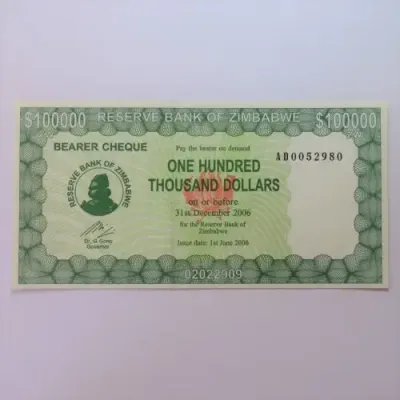 $100000 RESERVE BANK OF ZIMBABWE $100000
BEARER CHEQUE
Pay the bearer on demand
AD0052980
ONE HUNDRED
THOUSAND DOLLARS
on or before
31st December 2006
for the Reserve Bank of
Zimbabwe
Issue date: 1st June 2006
RESERVE BANK OF ZIMBABWE
Dr. G Gono
Governor
02022909